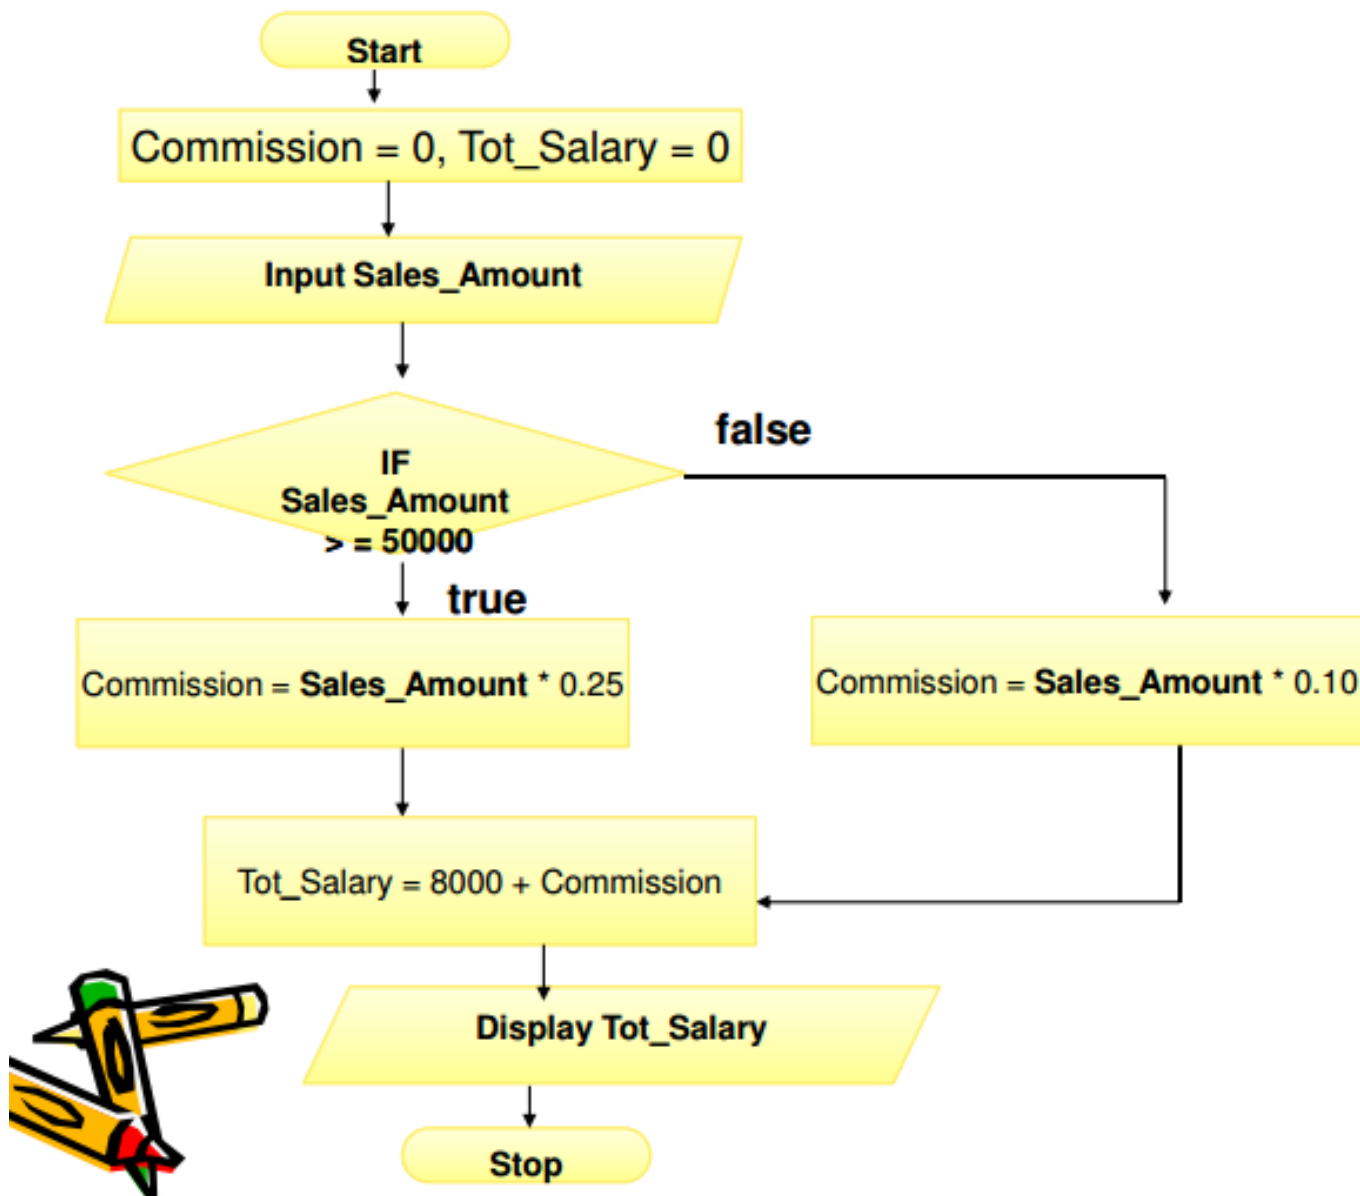 Start
Commission = 0, Tot_Salary = 0
Input Sales_Amount
false
IF
Sales_Amount
> = 50000
true
Commission = Sales_Amount * 0.25
Commission = Sales_Amount * 0.10
Tot_Salary = 8000 + Commission
Display Tot_Salary
Stop